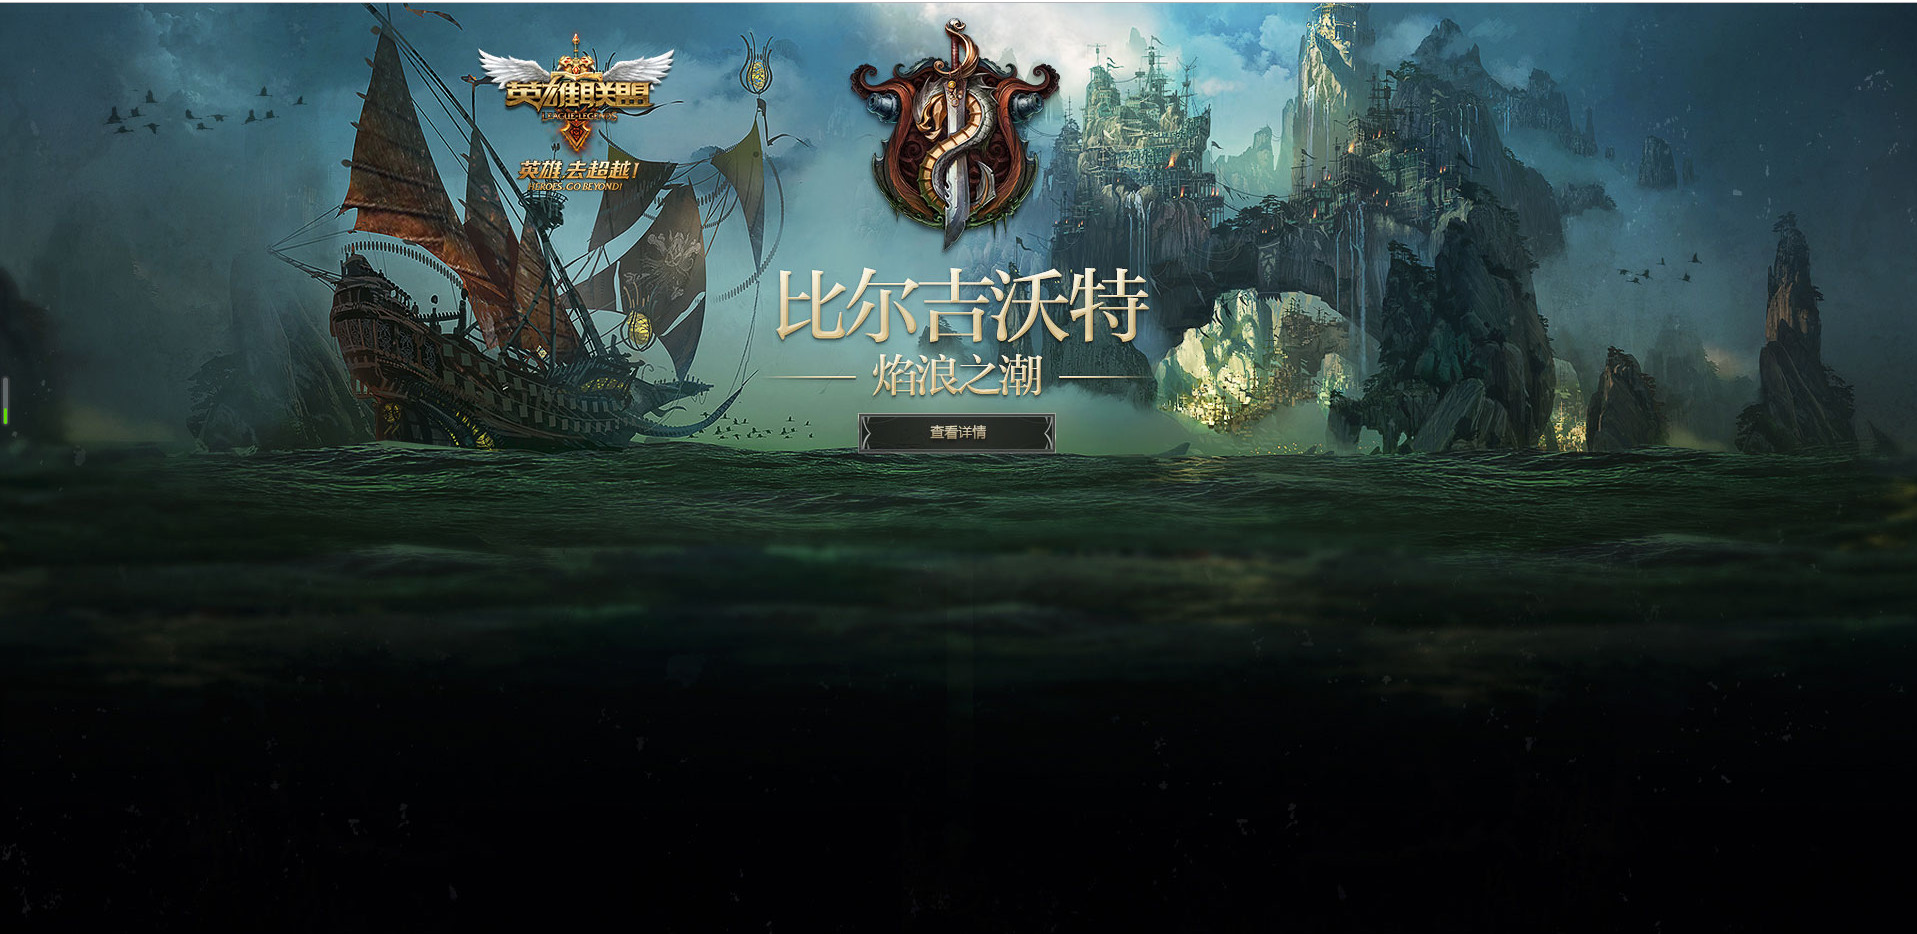 英雄联盟
LEAGUE OF LEGENDS
英雄,去超越!
HEROES, GO BEYOND!
比尔吉沃特
焰浪之潮
查看详情